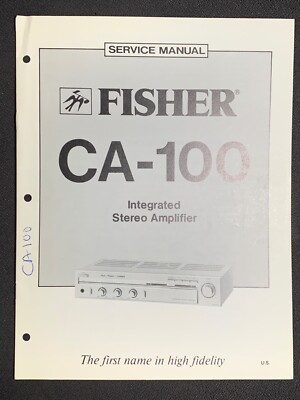 SERVICE MANUAL
FISHER®
CA-100
Integrated
Stereo Amplifier
CA-100
The first name in high fidelity
U.S.